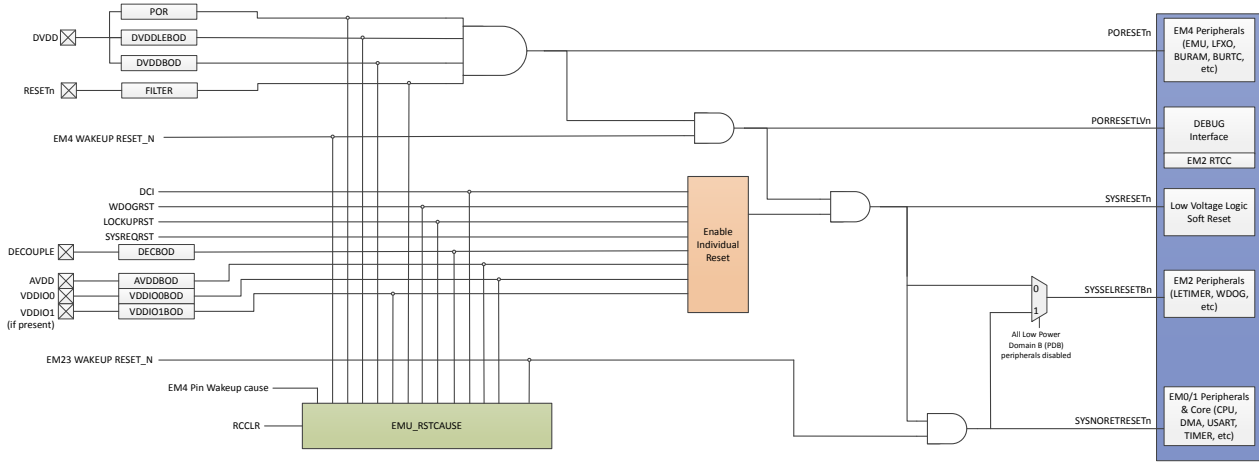 POR
DVDD
DVDDLEBOD
DVDDBOD
RESETn
FILTER
EM4 WAKEUP RESET_N
DCI
WDOGRST
LOCKUPRST
SYSREQRST
DECOUPLE
DECBOD
AVDD
AVDDBOD
VDDIO0
VDDIO0BOD
VDDIO1
(if present)
VDDIO1BOD
EM23 WAKEUP RESET_N
EM4 Pin Wakeup cause
RCCLR
EMU_RSTCAUSE
Enable
Individual
Reset
0
1
All Low Power
Domain B (PDB)
peripherals disabled
PORESETn
EM4 Peripherals
(EMU, LFXO,
BURAM, BURTC,
etc)
PORRESETLVn
DEBUG
Interface
EM2 RTCC
SYSRESETn
Low Voltage Logic
Soft Reset
SYSSELRESETBn
EM2 Peripherals
(LETIMER, WDOG,
etc)
SYSNORETRESETn
EM0/1 Peripherals
& Core (CPU,
DMA, USART,
TIMER, etc)